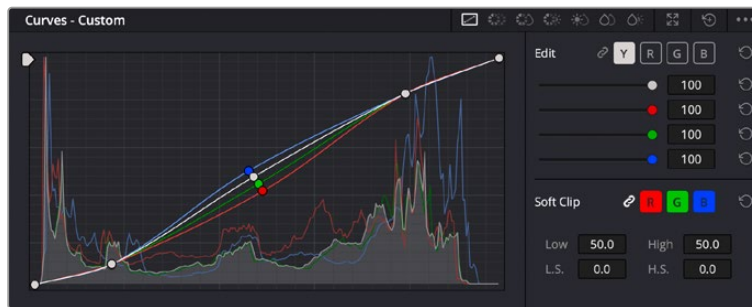 Curves - Custom
Edit Y R G B
100
100
100
100
Soft Clip R G B
Low 50.0 High 50.0
L.S. 0.0 H.S. 0.0